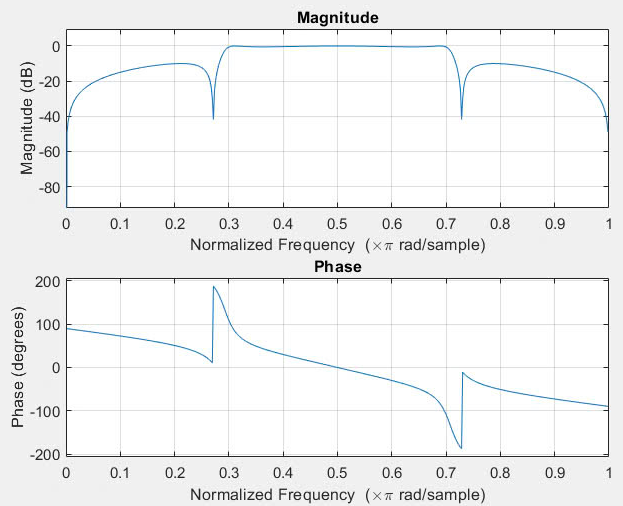 Magnitude
Magnitude (dB)
0
-20
-40
-60
-80
0 0.1 0.2 0.3 0.4 0.5 0.6 0.7 0.8 0.9 1
Normalized Frequency (×π rad/sample)
Phase
Phase (degrees)
200
100
0
-100
-200
0 0.1 0.2 0.3 0.4 0.5 0.6 0.7 0.8 0.9 1
Normalized Frequency (×π rad/sample)